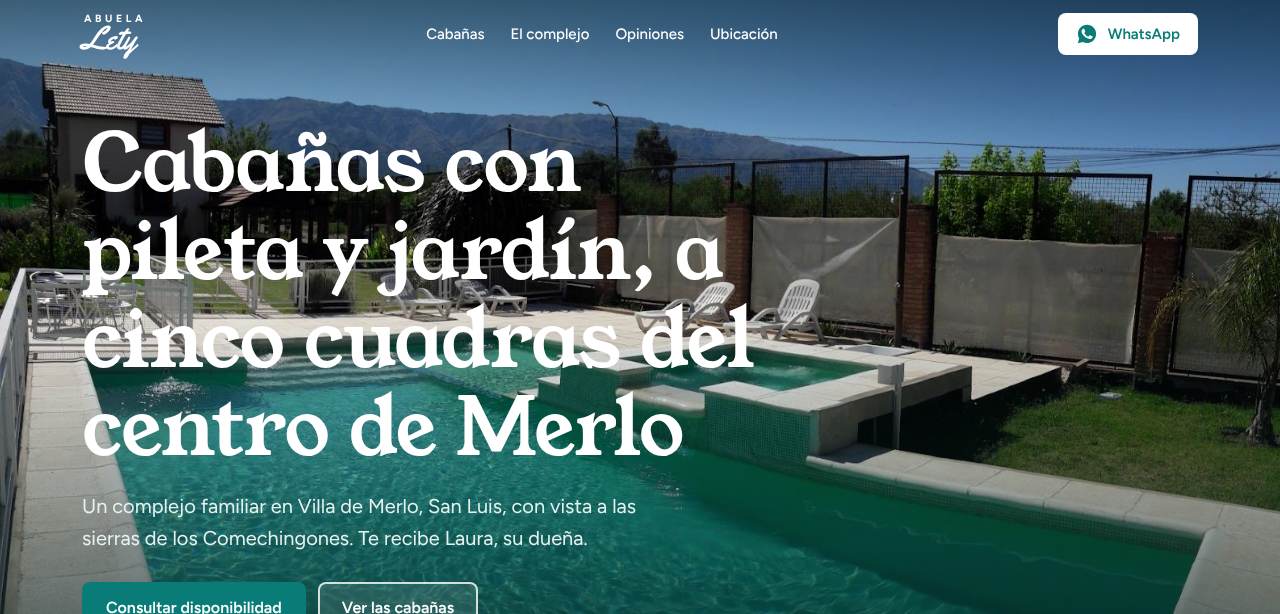 ABUELA
Lety
Cabañas
El complejo
Opiniones
Ubicación
WhatsApp
Cabañas con
pileta y jardín, a
cinco cuadras del
centro de Merlo
Un complejo familiar en Villa de Merlo, San Luis, con vista a las
sierras de los Comechingones. Te recibe Laura, su dueña.
Consultar disponibilidad
Ver las cabañas